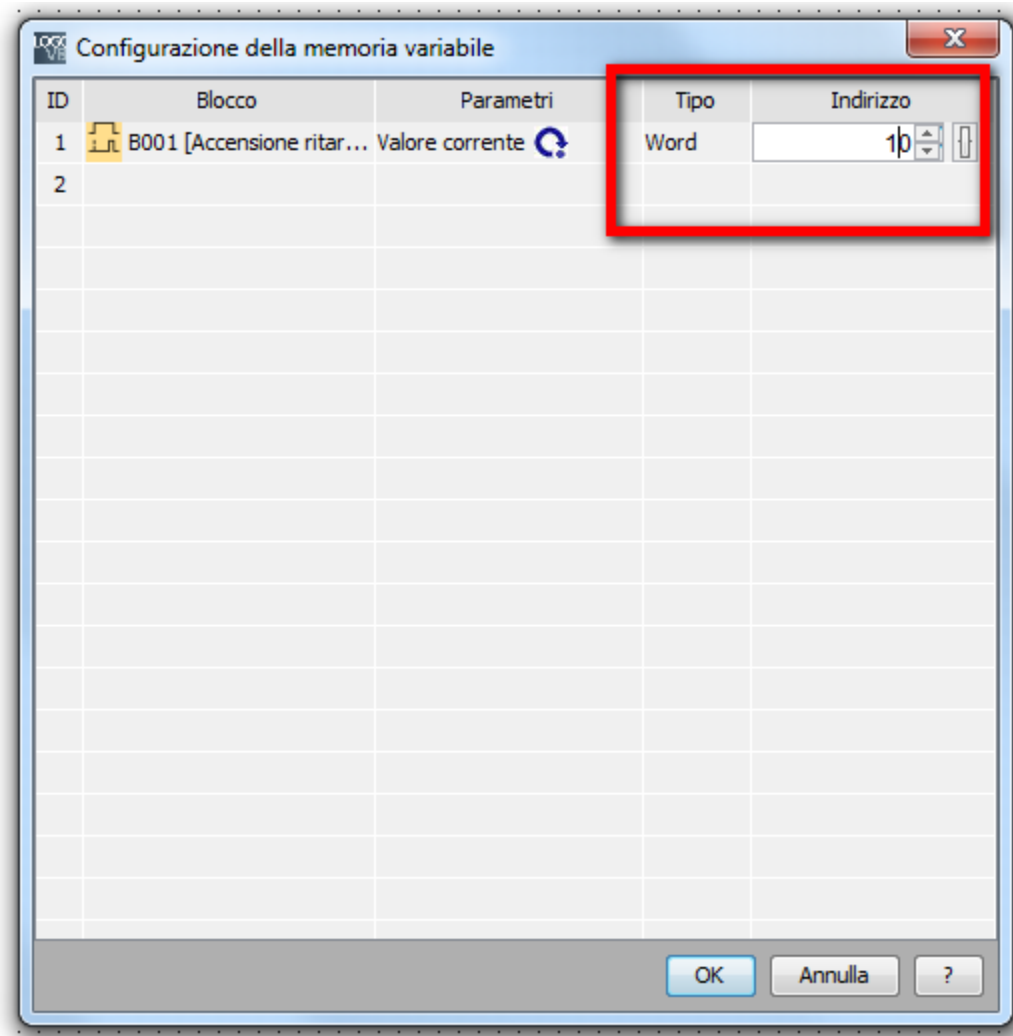 Configurazione della memoria variabile
ID Blocco Parametri Tipo Indirizzo
1 B001 [Accensione ritar... Valore corrente Word 10
2
OK Annulla ?